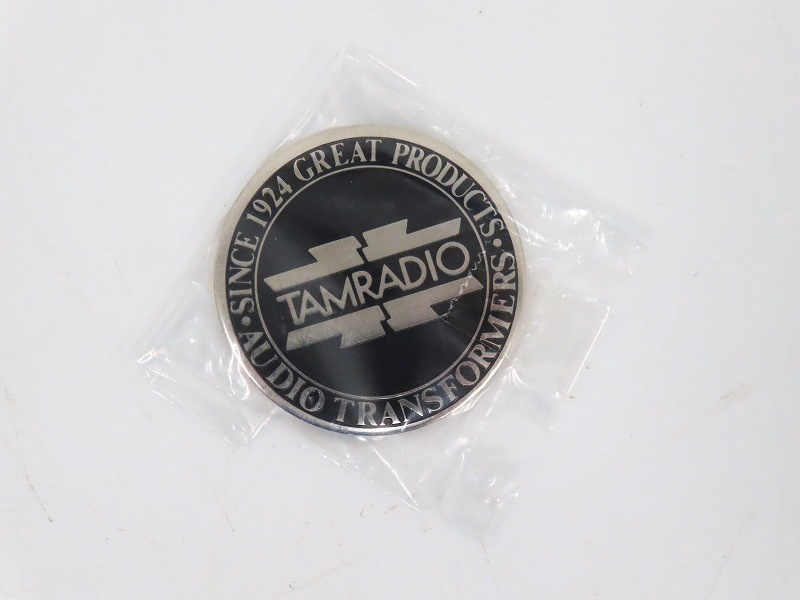 ·SINCE 1924 GREAT PRODUCTS·
TAMRADIO
AUDIO TRANSFORMERS